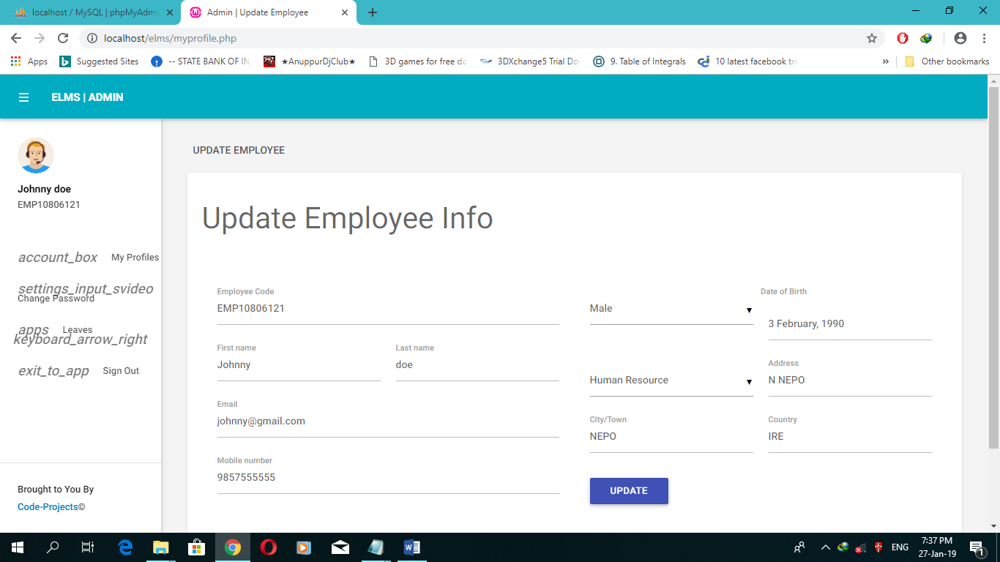 localhost / MySQL | phpMyAdmin
Admin | Update Employee
localhost/elms/myprofile.php
Apps
Suggested Sites
-- STATE BANK OF IN
★AnuppurDjClub★
3D games for free do
3DXchange5 Trial Do
9. Table of Integrals
10 latest facebook tri
»
Other bookmarks
ELMS | ADMIN
Johnny doe
EMP10806121
account_box My Profiles
settings_input_svideo
Change Password
apps Leaves
keyboard_arrow_right
exit_to_app Sign Out
Brought to You By
Code-Projects©
UPDATE EMPLOYEE
Update Employee Info
Employee Code
EMP10806121
First name
Johnny
Last name
doe
Email
johnny@gmail.com
Mobile number
9857555555
Male
Date of Birth
3 February, 1990
Human Resource
Address
N NEPO
City/Town
NEPO
Country
IRE
UPDATE
ENG
7:37 PM
27-Jan-19
1